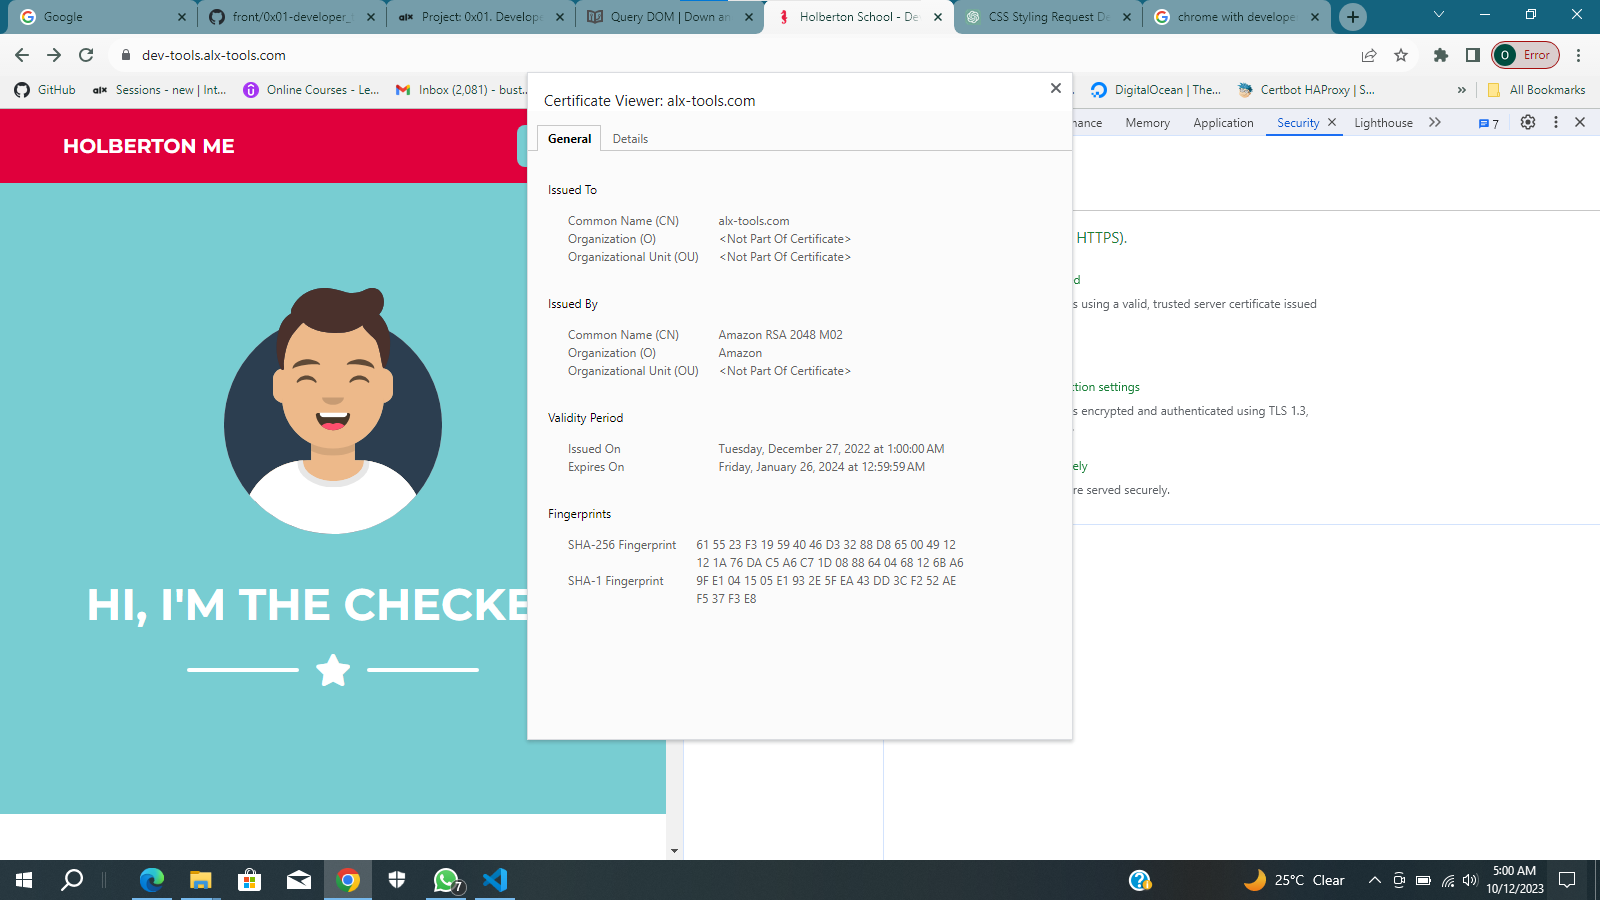 Google
front/0x01-developer_t
Project: 0x01. Develope
Query DOM | Down an
Holberton School - De
CSS Styling Request De
chrome with develope
dev-tools.alx-tools.com
O Error
GitHub
alx Sessions - new | Int...
Online Courses - Le...
Inbox (2,081) - bust...
DigitalOcean | The...
Certbot HAProxy | S...
»
All Bookmarks
HOLBERTON ME
Certificate Viewer: alx-tools.com
General Details
mance Memory Application Security Lighthouse 7
Issued To
Common Name (CN) alx-tools.com
Organization (O) <Not Part Of Certificate>
Organizational Unit (OU) <Not Part Of Certificate>
Issued By
Common Name (CN) Amazon RSA 2048 M02
Organization (O) Amazon
Organizational Unit (OU) <Not Part Of Certificate>
Validity Period
Issued On Tuesday, December 27, 2022 at 1:00:00 AM
Expires On Friday, January 26, 2024 at 12:59:59 AM
Fingerprints
SHA-256 Fingerprint 61 55 23 F3 19 59 40 46 D3 32 88 D8 65 00 49 12
12 1A 76 DA C5 A6 C7 1D 08 88 64 04 68 12 6B A6
SHA-1 Fingerprint 9F E1 04 15 05 E1 93 2E 5F EA 43 DD 3C F2 52 AE
F5 37 F3 E8
HTTPS).
d
s using a valid, trusted server certificate issued
ction settings
s encrypted and authenticated using TLS 1.3,
ely
re served securely.
HI, I'M THE CHECKE
7
25°C Clear
5:00 AM
10/12/2023